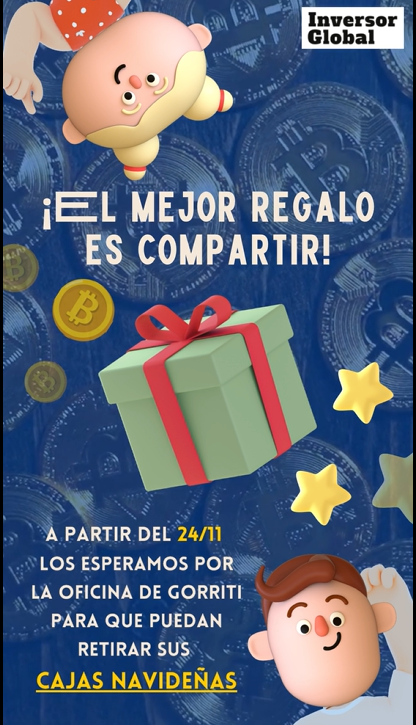 Inversor
Global
¡EL MEJOR REGALO
ES COMPARTIR!
A PARTIR DEL 24/11
LOS ESPERAMOS POR
LA OFICINA DE GORRITI
PARA QUE PUEDAN
RETIRAR SUS
CAJAS NAVIDEÑAS